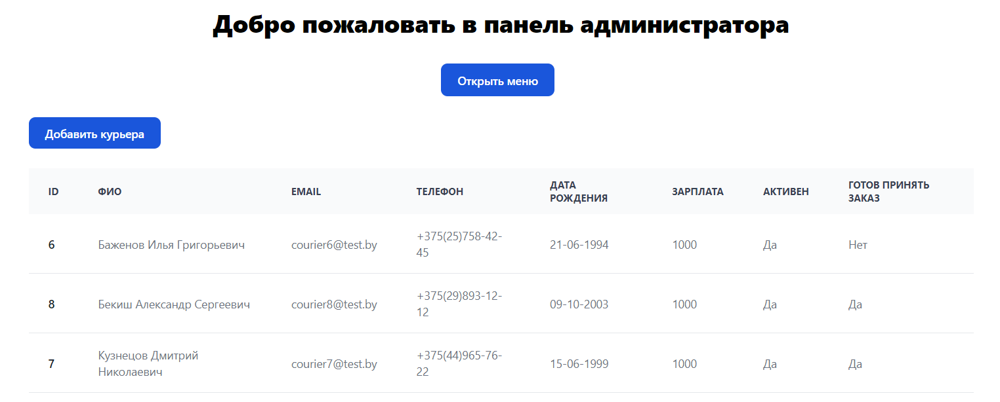 Добро пожаловать в панель администратора
Открыть меню
Добавить курьера
ID ФИО EMAIL ТЕЛЕФОН ДАТА РОЖДЕНИЯ ЗАРПЛАТА АКТИВЕН ГОТОВ ПРИНЯТЬ ЗАКАЗ
6 Баженов Илья Григорьевич courier6@test.by +375(25)758-42-45 21-06-1994 1000 Да Нет
8 Бекиш Александр Сергеевич courier8@test.by +375(29)893-12-12 09-10-2003 1000 Да Да
7 Кузнецов Дмитрий Николаевич courier7@test.by +375(44)965-76-22 15-06-1999 1000 Да Да